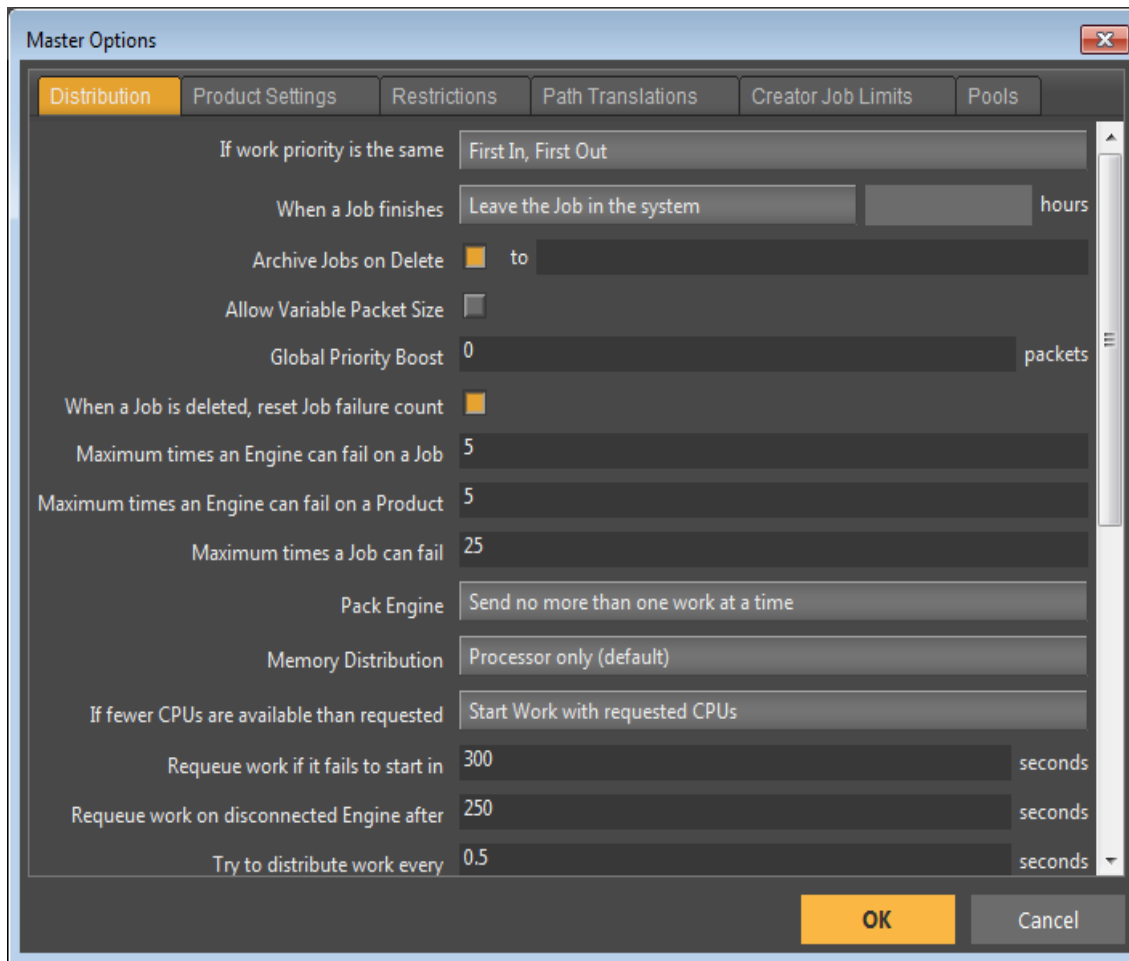 Master Options
Distribution Product Settings Restrictions Path Translations Creator Job Limits Pools
If work priority is the same First In, First Out
When a Job finishes Leave the Job in the system hours
Archive Jobs on Delete to
Allow Variable Packet Size
Global Priority Boost 0 packets
When a Job is deleted, reset Job failure count
Maximum times an Engine can fail on a Job 5
Maximum times an Engine can fail on a Product 5
Maximum times a Job can fail 25
Pack Engine Send no more than one work at a time
Memory Distribution Processor only (default)
If fewer CPUs are available than requested Start Work with requested CPUs
Requeue work if it fails to start in 300 seconds
Requeue work on disconnected Engine after 250 seconds
Try to distribute work every 0.5 seconds
OK Cancel